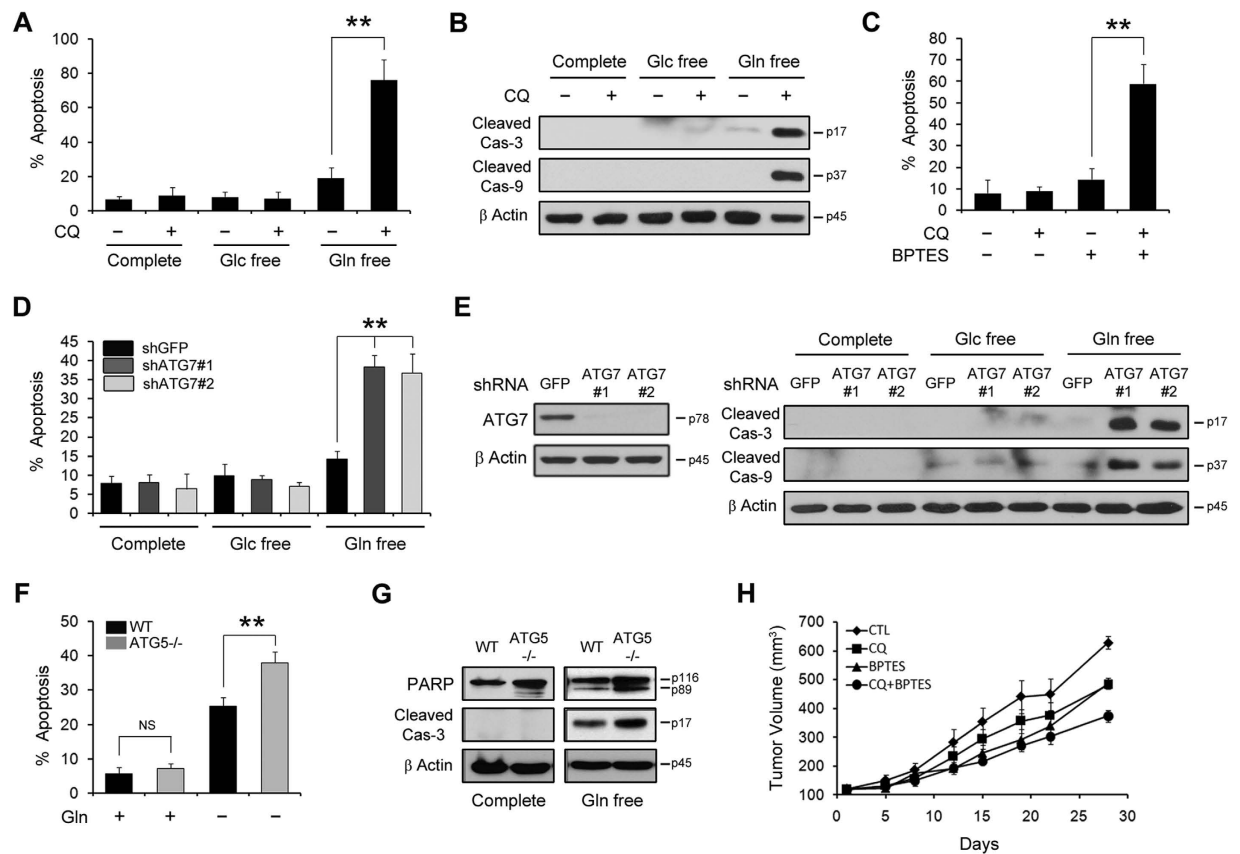 A
% Apoptosis
100
80
60
40
20
0
**
CQ
− + − + − +
Complete Glc free Gln free
B
Complete Glc free Gln free
CQ − + − + − +
Cleaved
Cas-3
p17
Cleaved
Cas-9
p37
β Actin
p45
C
% Apoptosis
80
70
60
50
40
30
20
10
0
**
CQ − + − +
BPTES − − + +
D
% Apoptosis
45
40
35
30
25
20
15
10
5
0
shGFP
shATG7#1
shATG7#2
**
Complete Glc free Gln free
E
shRNA GFP ATG7 #1 ATG7 #2
ATG7 p78
β Actin p45
Complete Glc free Gln free
shRNA GFP ATG7 #1 ATG7 #2 GFP ATG7 #1 ATG7 #2 GFP ATG7 #1 ATG7 #2
Cleaved
Cas-3
p17
Cleaved
Cas-9
p37
β Actin
p45
F
% Apoptosis
50
40
30
20
10
0
WT
ATG5-/-
NS
**
Gln + + − −
G
WT ATG5 -/- WT ATG5 -/-
PARP
p116
p89
Cleaved
Cas-3
p17
β Actin
p45
Complete Gln free
H
Tumor Volume (mm³)
700
600
500
400
300
200
100
CTL
CQ
BPTES
CQ+BPTES
0 5 10 15 20 25 30
Days